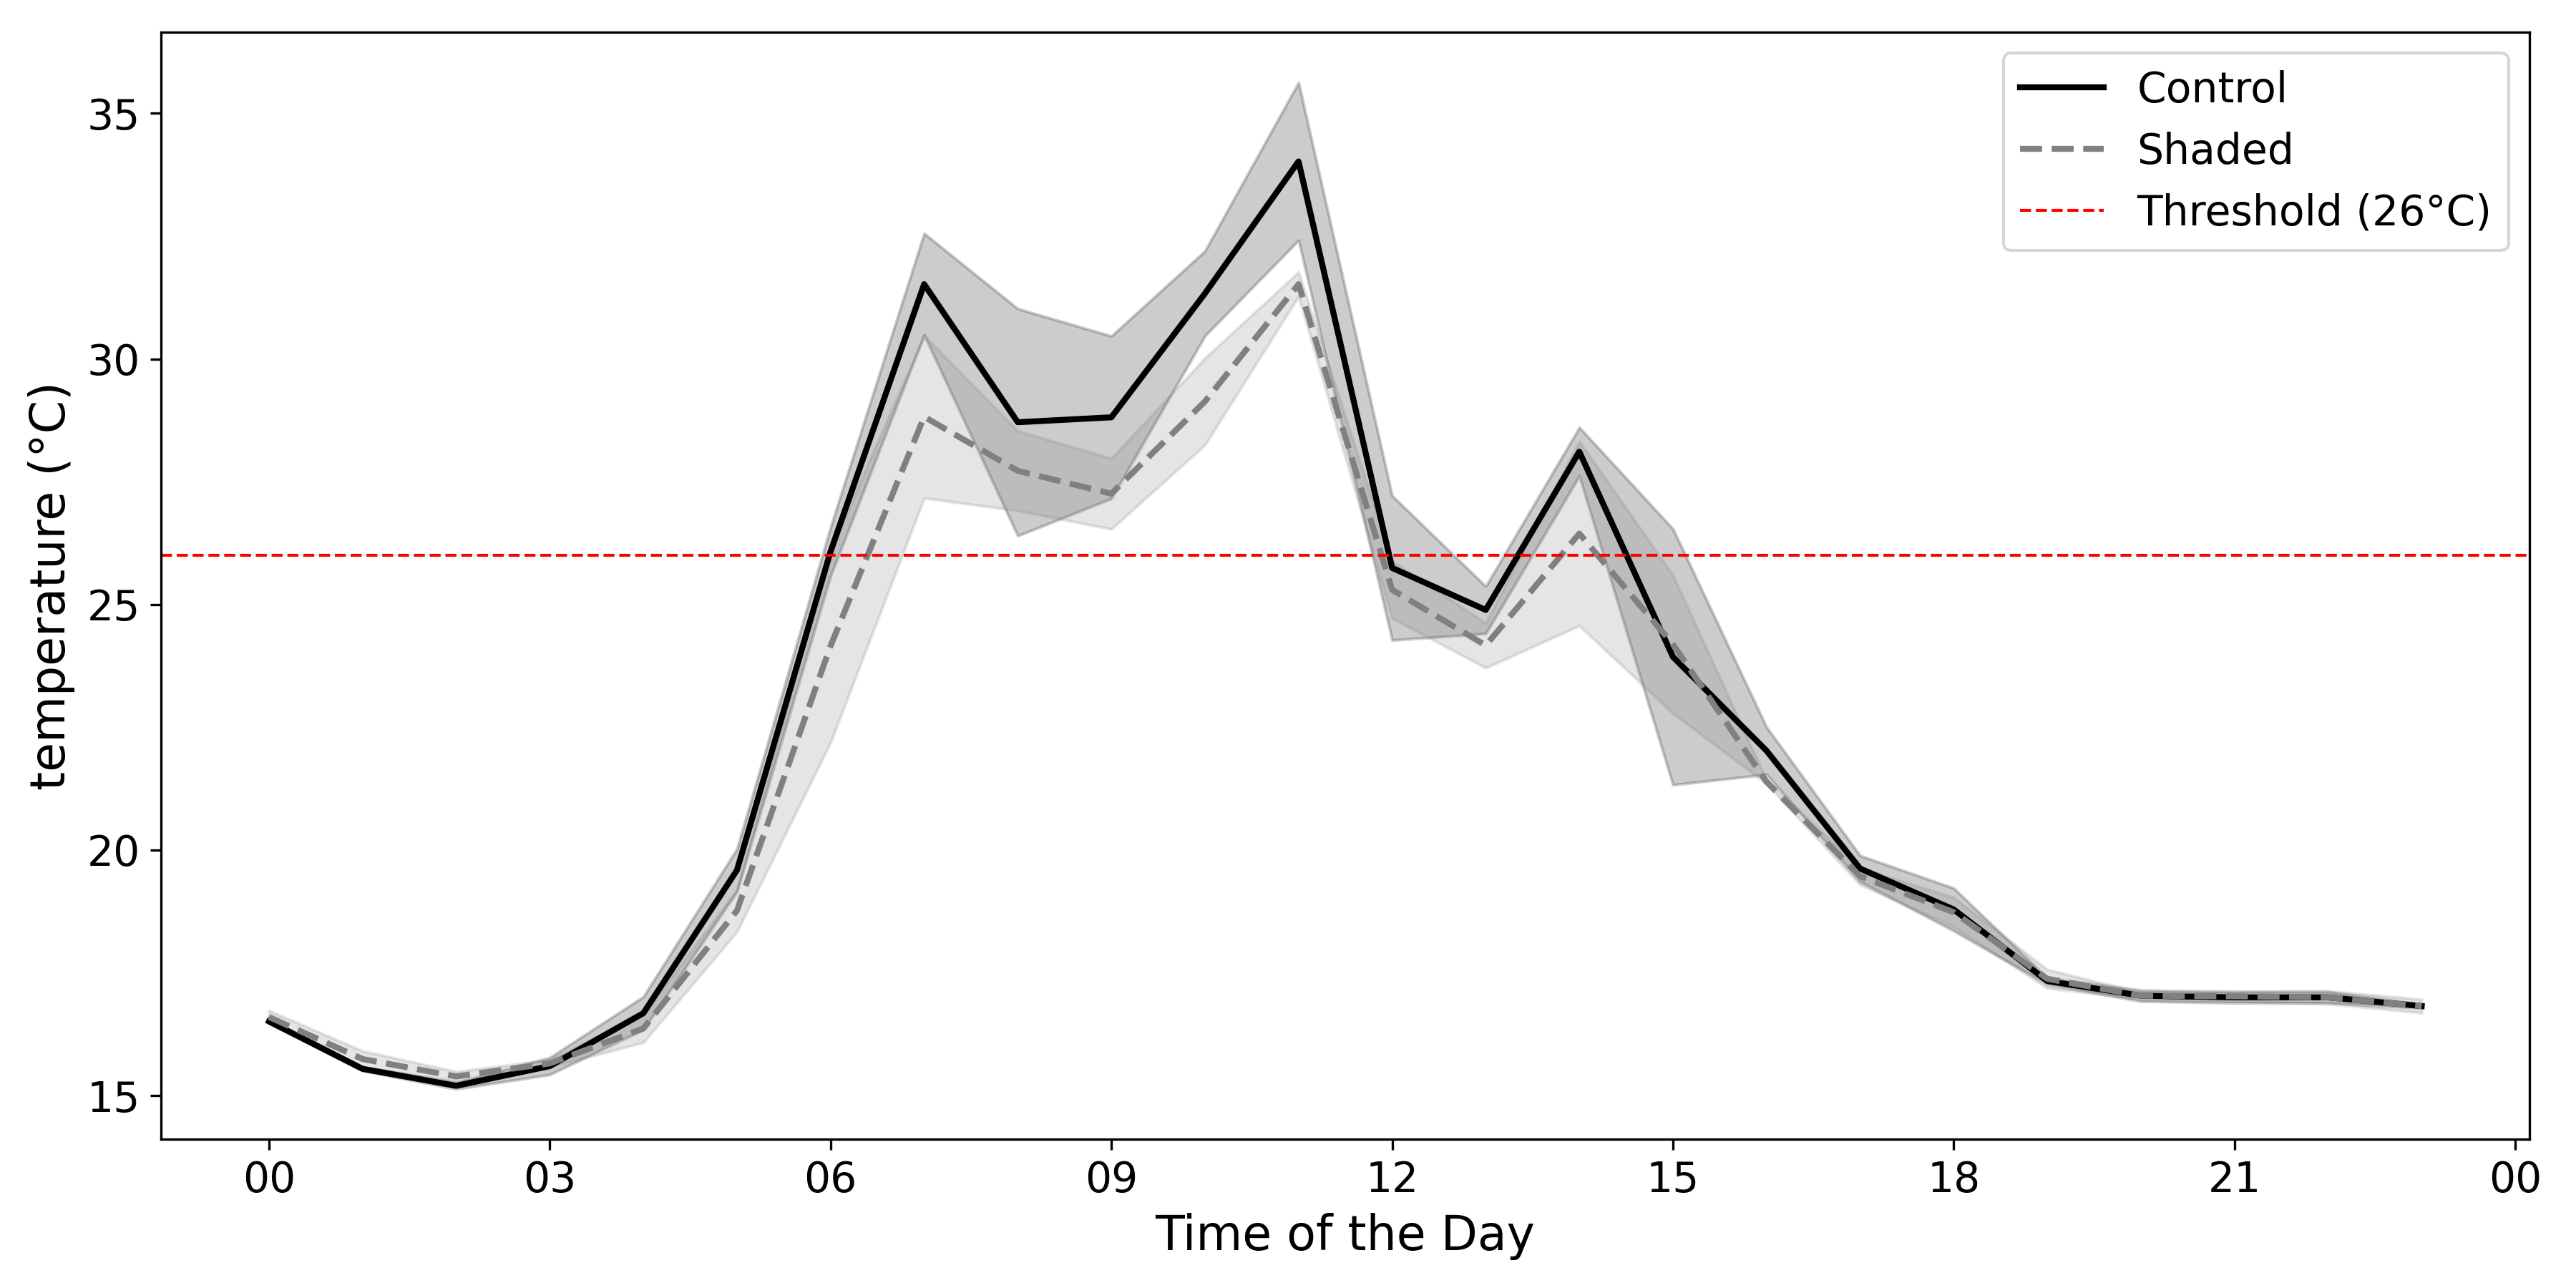 Control
Shaded
Threshold (26°C)
temperature (°C)
35
30
25
20
15
00 03 06 09 12 15 18 21 00
Time of the Day